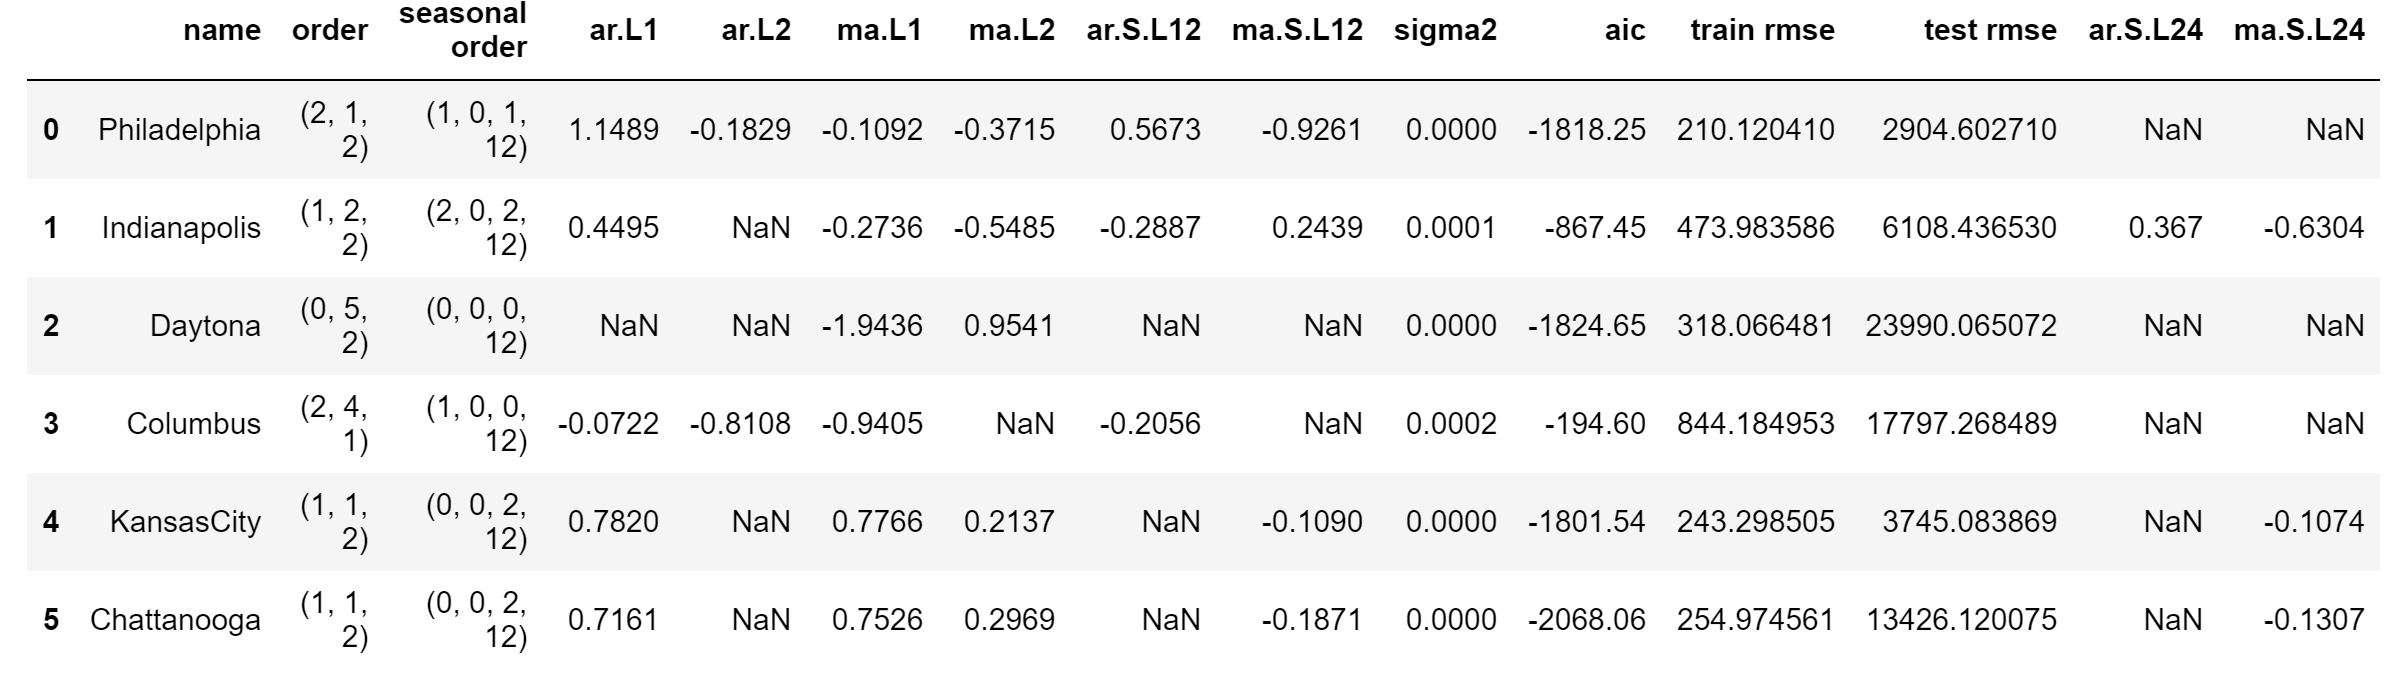 name order seasonal order ar.L1 ar.L2 ma.L1 ma.L2 ar.S.L12 ma.S.L12 sigma2 aic train rmse test rmse ar.S.L24 ma.S.L24
0 Philadelphia (2, 1, 2) (1, 0, 1, 12) 1.1489 -0.1829 -0.1092 -0.3715 0.5673 -0.9261 0.0000 -1818.25 210.120410 2904.602710 NaN NaN
1 Indianapolis (1, 2, 2) (2, 0, 2, 12) 0.4495 NaN -0.2736 -0.5485 -0.2887 0.2439 0.0001 -867.45 473.983586 6108.436530 0.367 -0.6304
2 Daytona (0, 5, 2) (0, 0, 0, 12) NaN NaN -1.9436 0.9541 NaN NaN 0.0000 -1824.65 318.066481 23990.065072 NaN NaN
3 Columbus (2, 4, 1) (1, 0, 0, 12) -0.0722 -0.8108 -0.9405 NaN -0.2056 NaN 0.0002 -194.60 844.184953 17797.268489 NaN NaN
4 KansasCity (1, 1, 2) (0, 0, 2, 12) 0.7820 NaN 0.7766 0.2137 NaN -0.1090 0.0000 -1801.54 243.298505 3745.083869 NaN -0.1074
5 Chattanooga (1, 1, 2) (0, 0, 2, 12) 0.7161 NaN 0.7526 0.2969 NaN -0.1871 0.0000 -2068.06 254.974561 13426.120075 NaN -0.1307